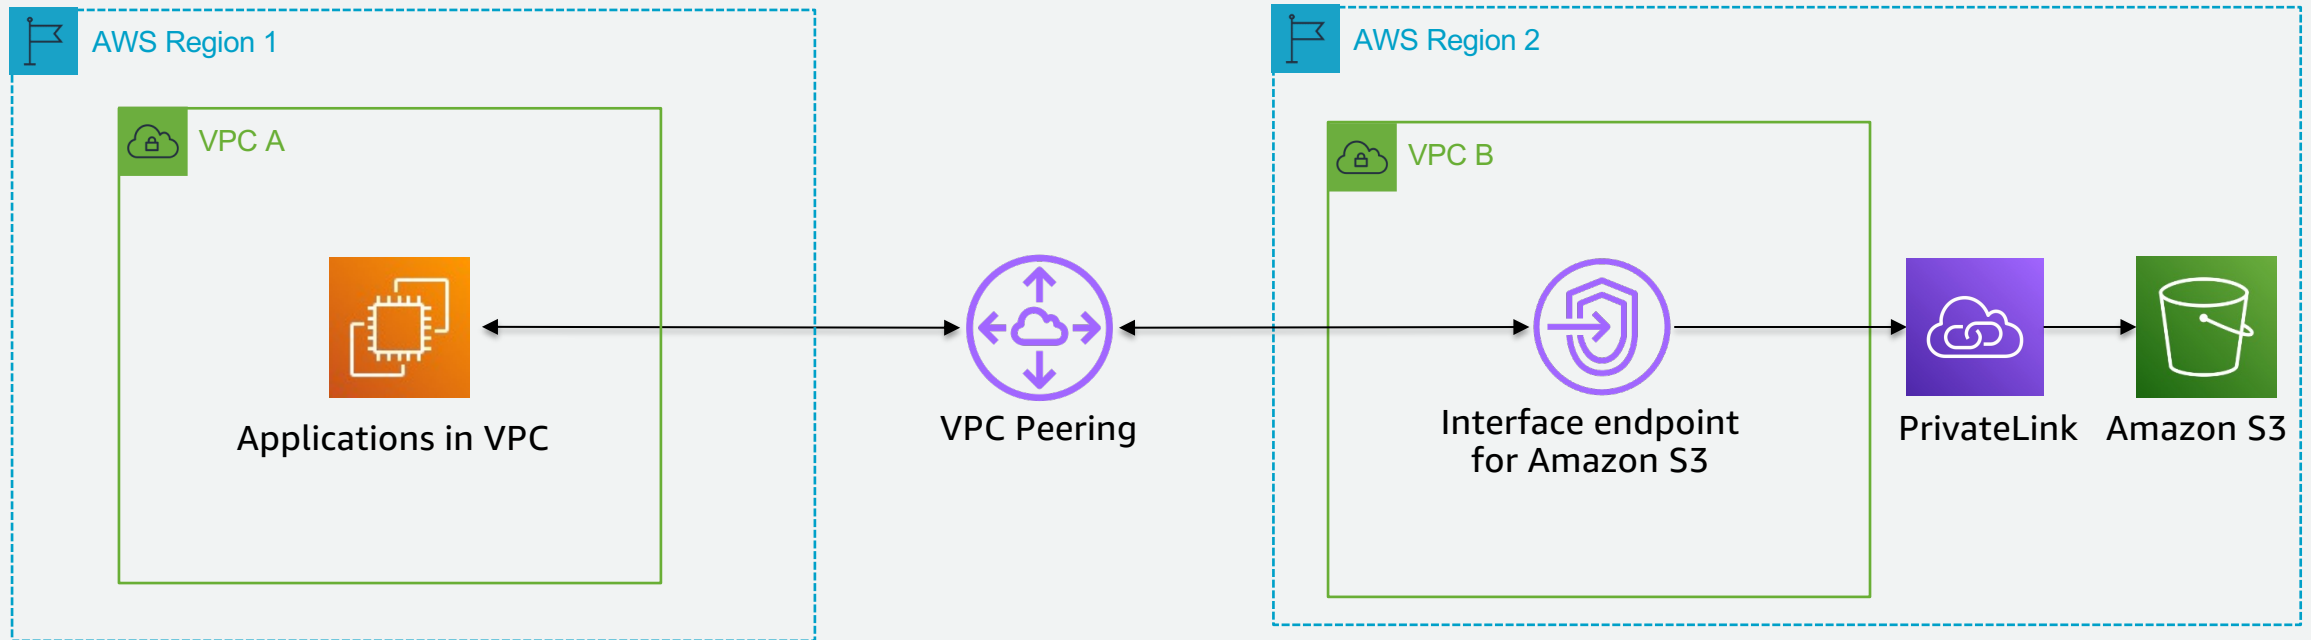 AWS Region 1
VPC A
Applications in VPC
VPC Peering
AWS Region 2
VPC B
Interface endpoint
for Amazon S3
PrivateLink
Amazon S3